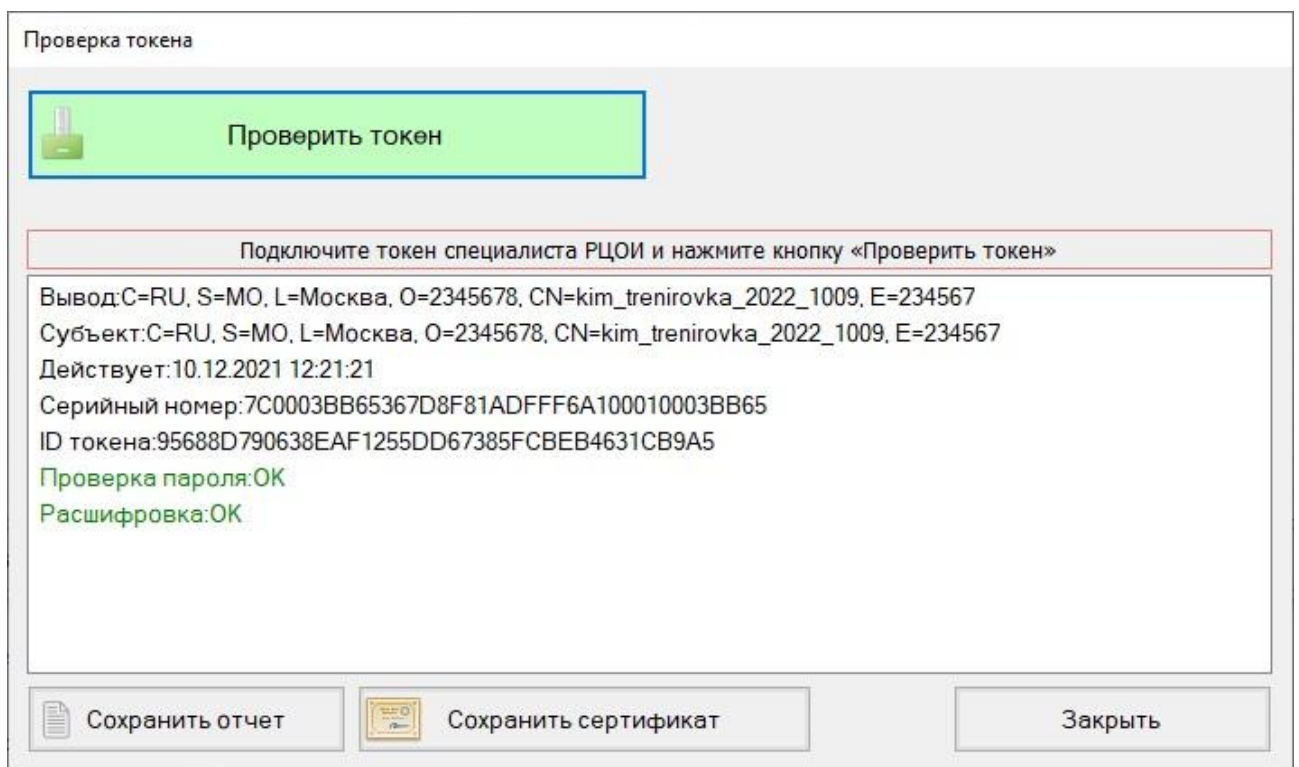 Проверка токена
Проверить токен
Подключите токен специалиста РЦОИ и нажмите кнопку «Проверить токен»
Вывод:C=RU, S=MO, L=Москва, O=2345678, CN=kim_trenirovka_2022_1009, E=234567
Субъект:C=RU, S=MO, L=Москва, O=2345678, CN=kim_trenirovka_2022_1009, E=234567
Действует:10.12.2021 12:21:21
Серийный номер:7C0003BB65367D8F81ADFFF6A100010003BB65
ID токена:95688D790638EAF1255DD67385FCBEB4631CB9A5
Проверка пароля:OK
Расшифровка:OK
Сохранить отчет
Сохранить сертификат
Закрыть